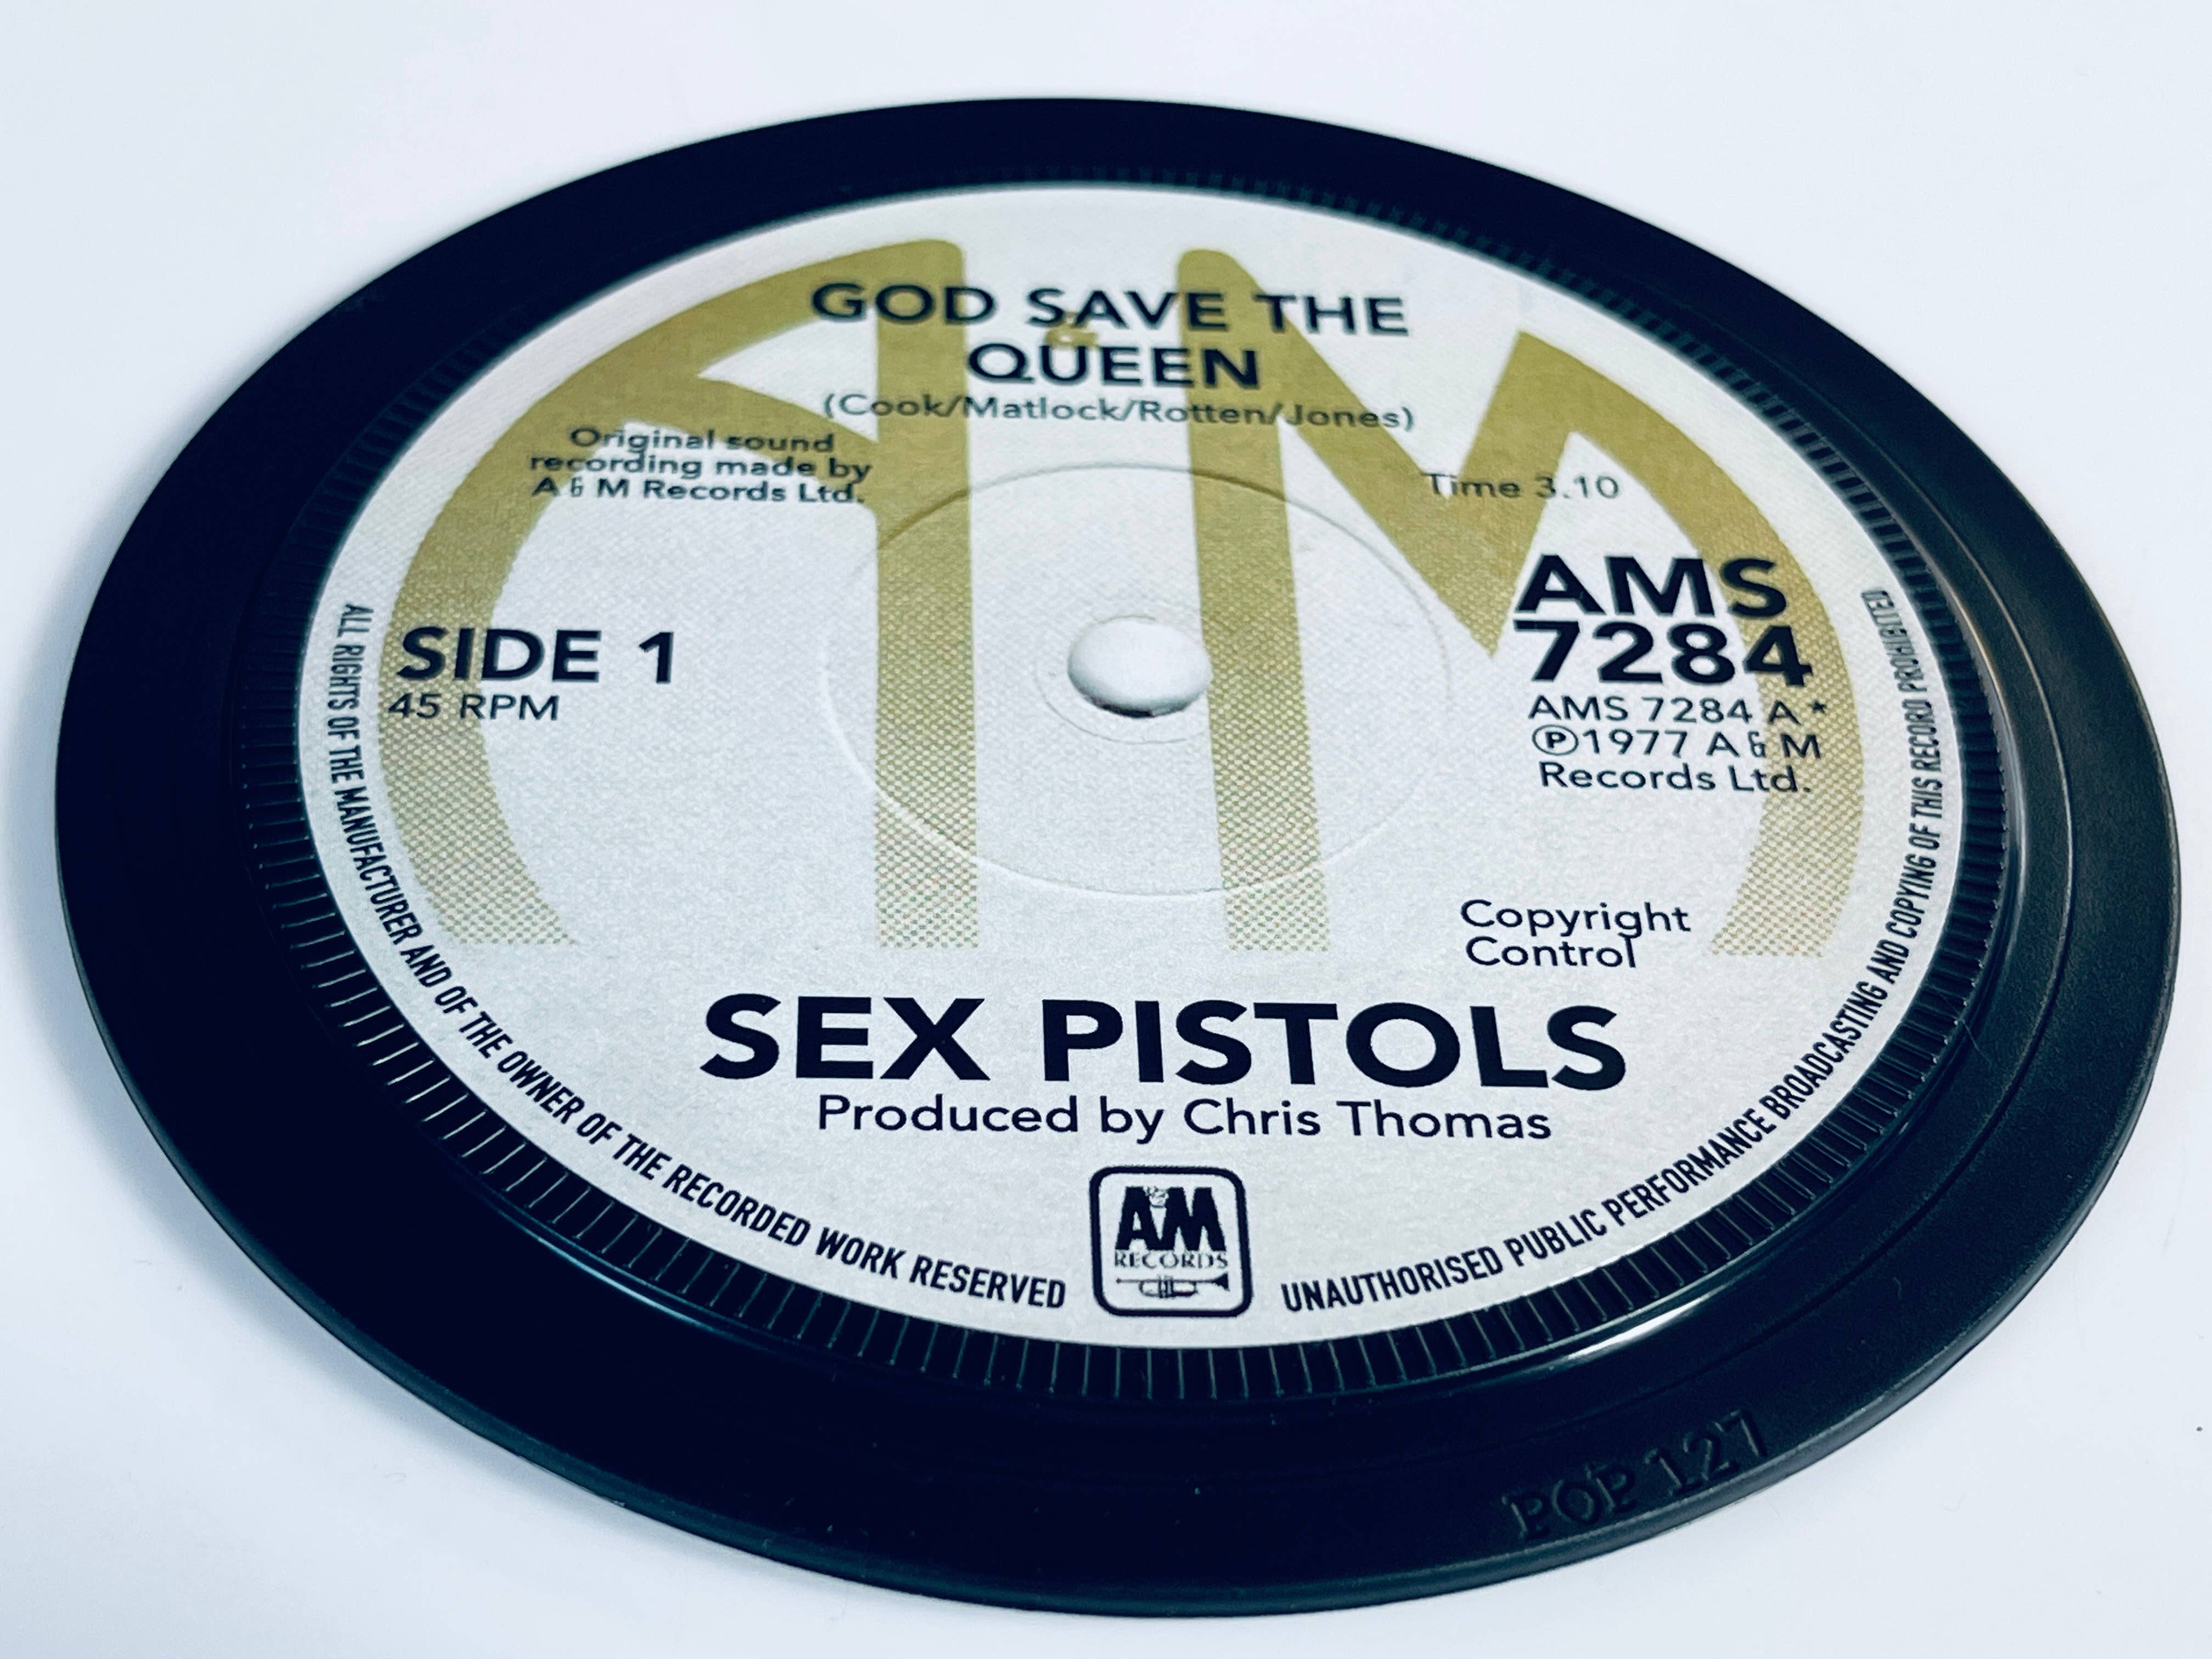 GOD SAVE THE
QUEEN
(Cook/Matlock/Rotten/Jones)
Original sound
recording made by
A & M Records Ltd.
Time 3.10
SIDE 1
45 RPM
AMS
7284
AMS 7284 A *
℗1977 A & M
Records Ltd.
Copyright
Control
SEX PISTOLS
Produced by Chris Thomas
ALL RIGHTS OF THE MANUFACTURER AND OF THE OWNER OF THE RECORDED WORK RESERVED
A&M
RECORDS
UNAUTHORISED PUBLIC PERFORMANCE BROADCASTING AND COPYING OF THIS RECORD PROHIBITED
POP 127